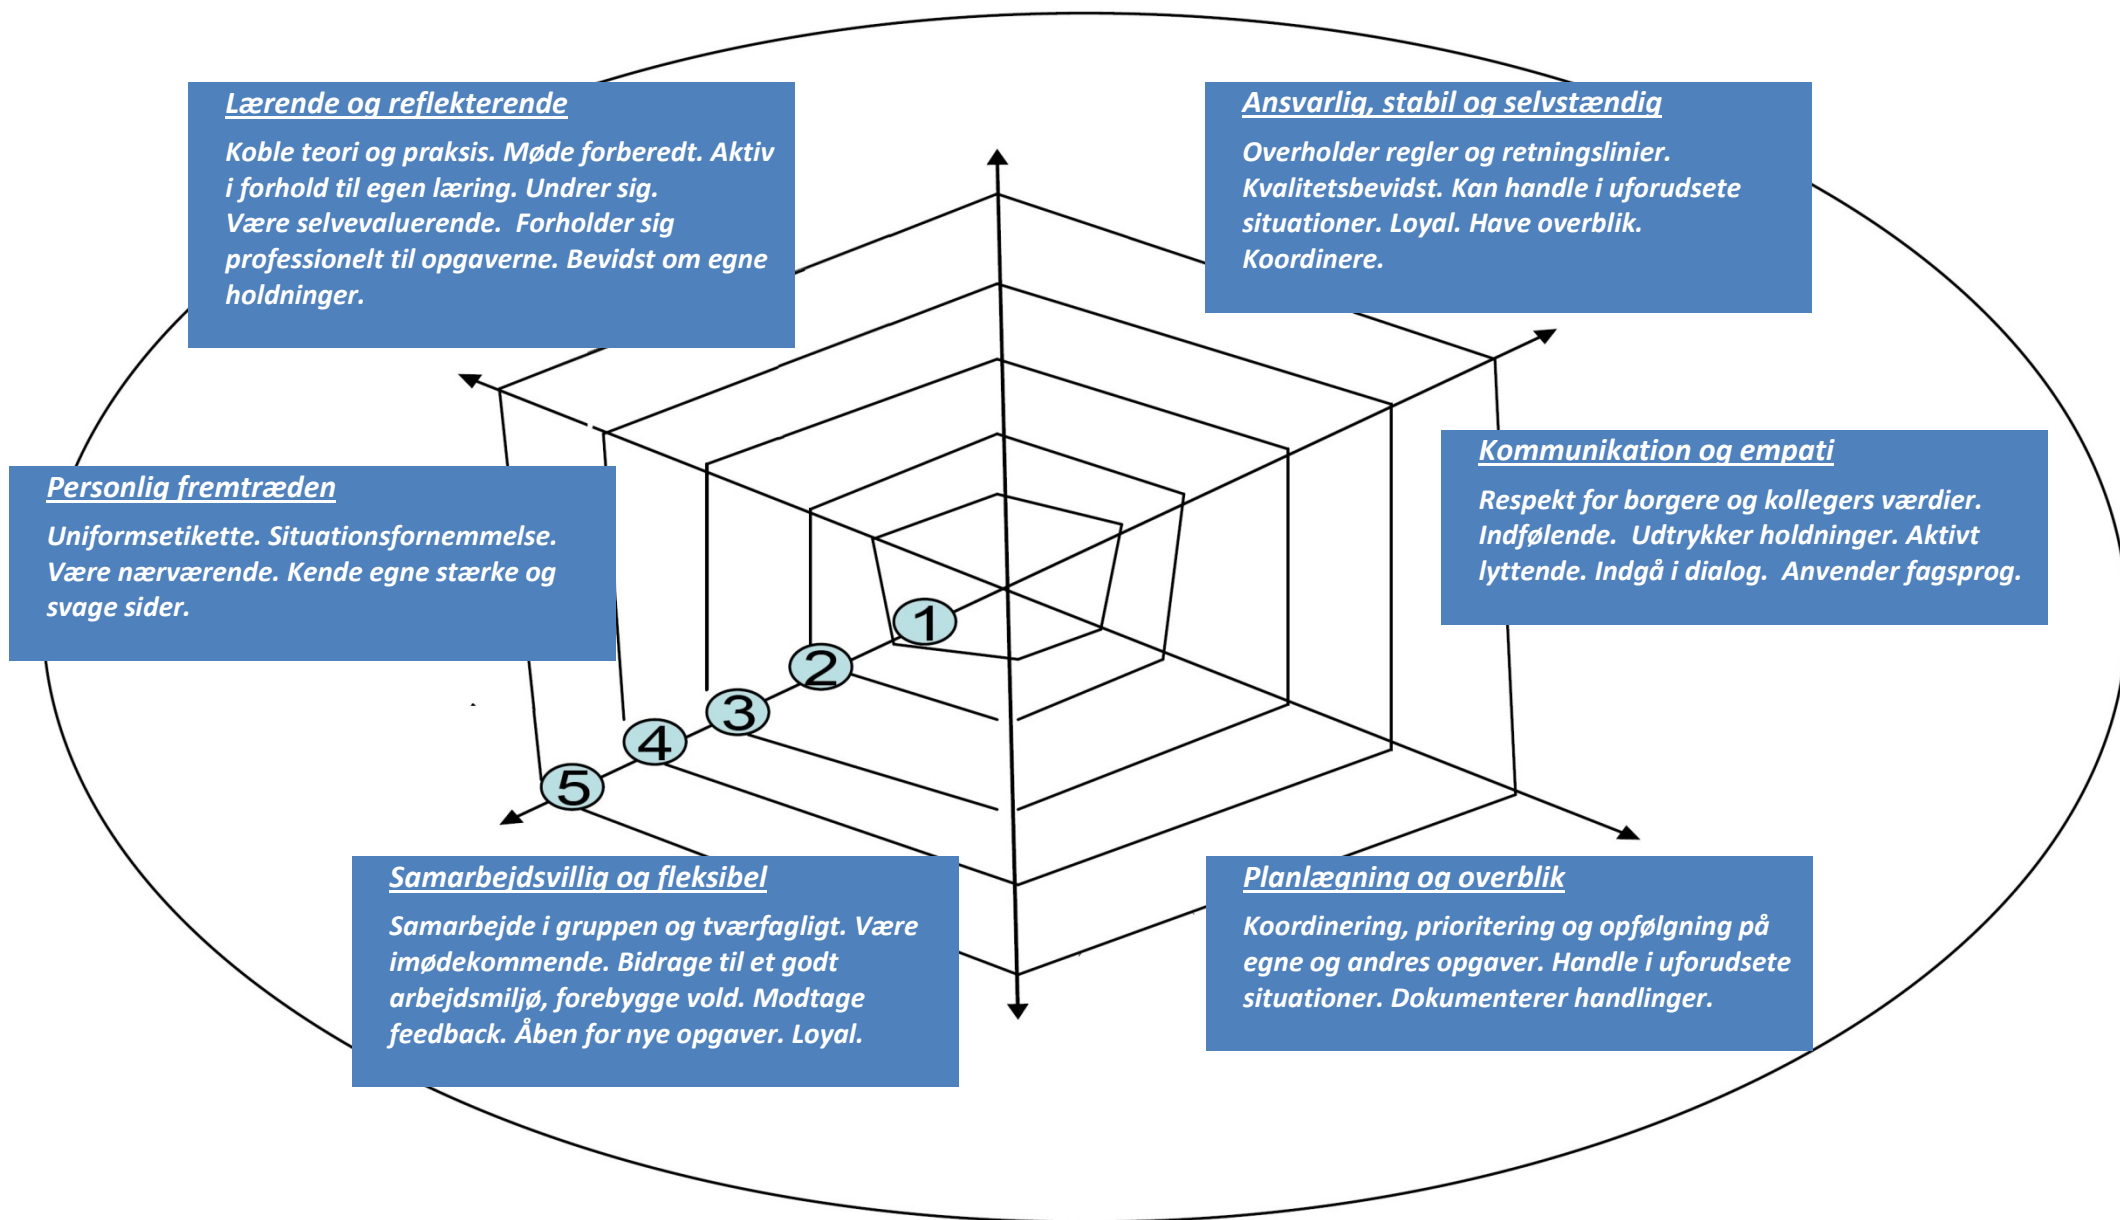 Lærende og reflekterende
Koble teori og praksis. Møde forberedt. Aktiv
i forhold til egen læring. Undrer sig.
Være selvevaluerende.  Forholder sig
professionelt til opgaverne. Bevidst om egne
holdninger.
Ansvarlig, stabil og selvstændig
Overholder regler og retningslinier.
Kvalitetsbevidst. Kan handle i uforudsete
situationer. Loyal. Have overblik.
Koordinere.
Personlig fremtræden
Uniformsetikette. Situationsfornemmelse.
Være nærværende. Kende egne stærke og
svage sider.
Kommunikation og empati
Respekt for borgere og kollegers værdier.
Indfølende.  Udtrykker holdninger. Aktivt
lyttende. Indgå i dialog.  Anvender fagsprog.
1
2
3
4
5
Samarbejdsvillig og fleksibel
Samarbejde i gruppen og tværfagligt. Være
imødekommende. Bidrage til et godt
arbejdsmiljø, forebygge vold. Modtage
feedback. Åben for nye opgaver. Loyal.
Planlægning og overblik
Koordinering, prioritering og opfølgning på
egne og andres opgaver. Handle i uforudsete
situationer. Dokumenterer handlinger.